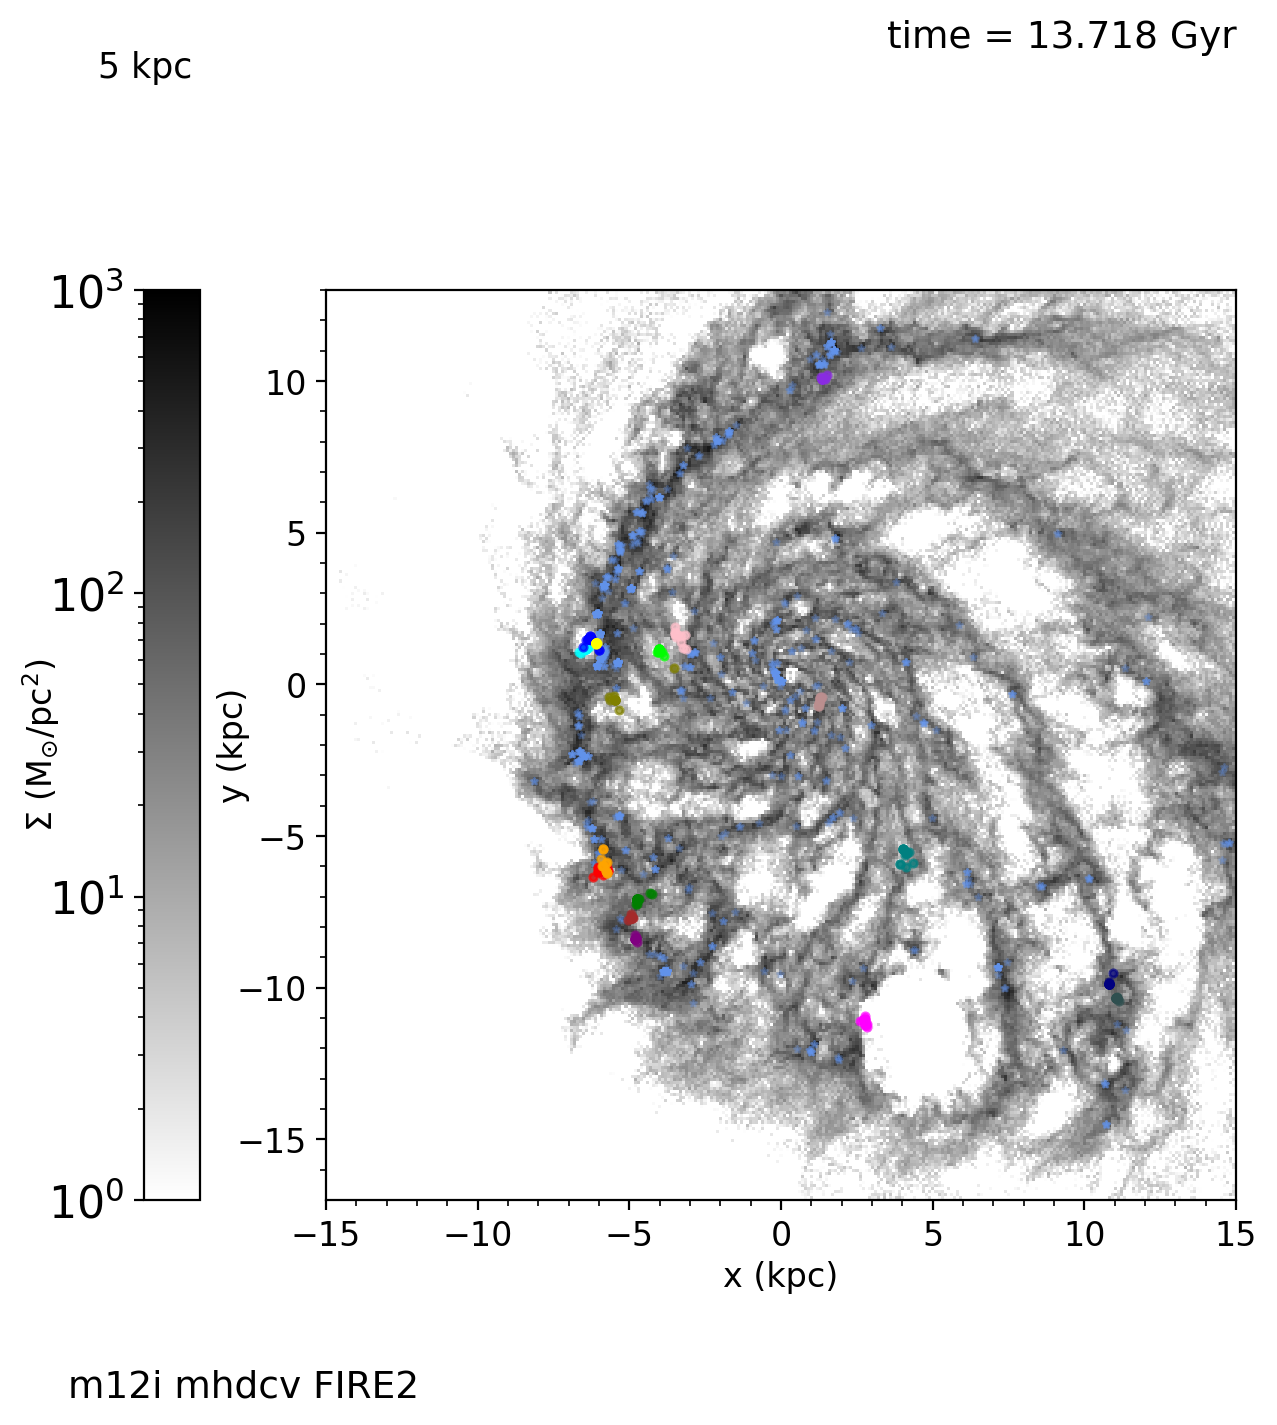 time = 13.718 Gyr
5 kpc
10³
10²
10¹
10⁰
Σ (M⊙/pc²)
y (kpc)
10
5
0
−5
−10
−15
−15 −10 −5 0 5 10 15
x (kpc)
m12i mhdcv FIRE2